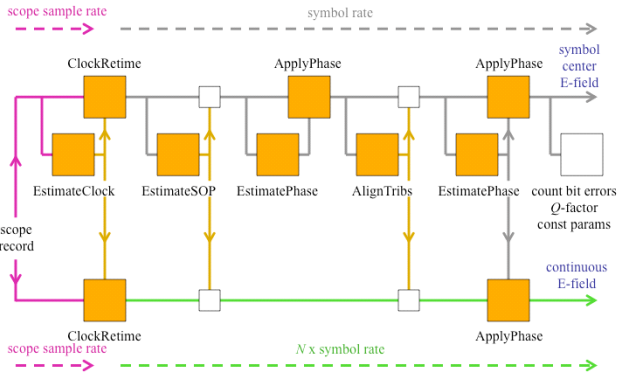 scope sample rate
symbol rate
ClockRetime
ApplyPhase
ApplyPhase
symbol
center
E-field
EstimateClock
EstimateSOP
EstimatePhase
AlignTribs
EstimatePhase
count bit errors
Q-factor
const params
scope
record
continuous
E-field
ClockRetime
ApplyPhase
scope sample rate
N x symbol rate